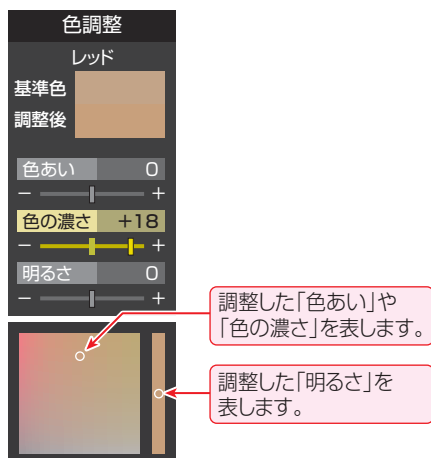 色調整
レッド
基準色
調整後
色あい 0
− +
色の濃さ +18
− +
明るさ 0
− +
調整した「色あい」や
「色の濃さ」を表します。
調整した「明るさ」を
表します。